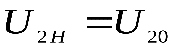 U₂H = U₂₀